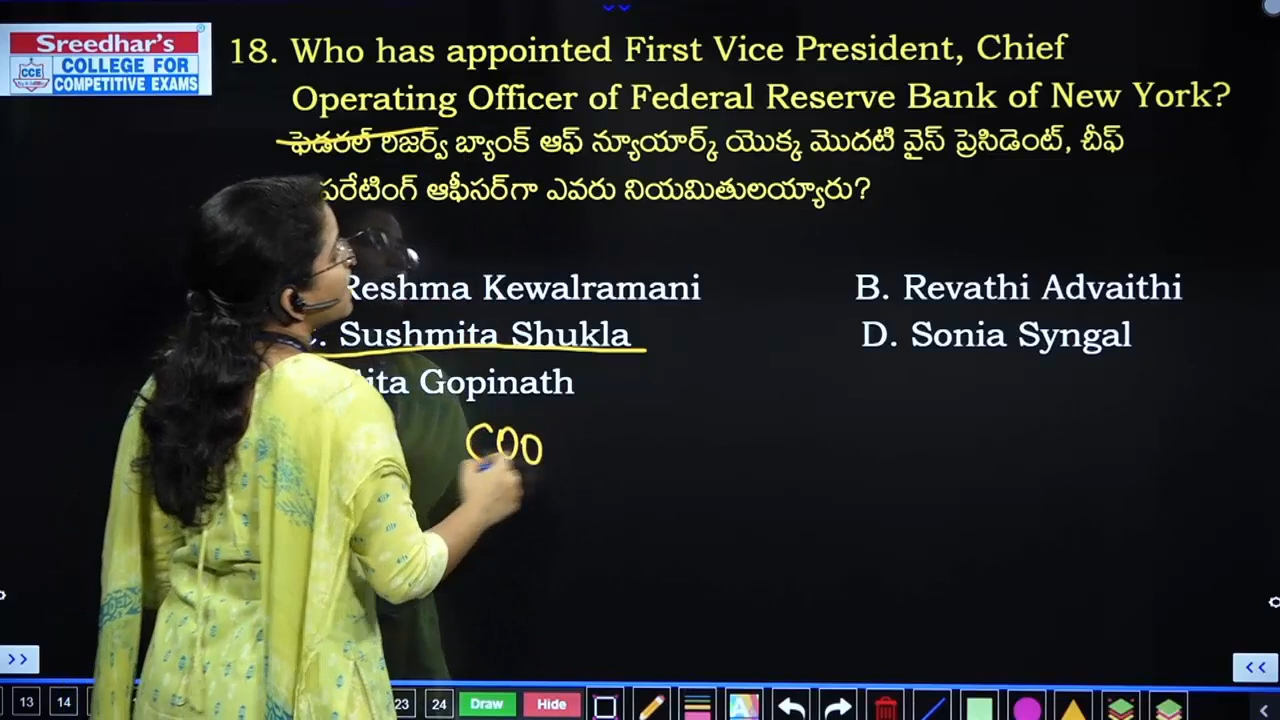 Sreedhar's
CCE
COLLEGE FOR
COMPETITIVE EXAMS
18. Who has appointed First Vice President, Chief
Operating Officer of Federal Reserve Bank of New York?
ఫెడరల్ రిజర్వ్ బ్యాంక్ ఆఫ్ న్యూయార్క్ యొక్క మొదటి వైస్ ప్రెసిడెంట్, చీఫ్
ఆఫీసర్‌గా ఎవరు నియమితులయ్యారు?
Reshma Kewalramani B. Revathi Advaithi
C. Sushmita Shukla D. Sonia Syngal
Gopinath
COO
>> <<
13 14 23 24 Draw Hide